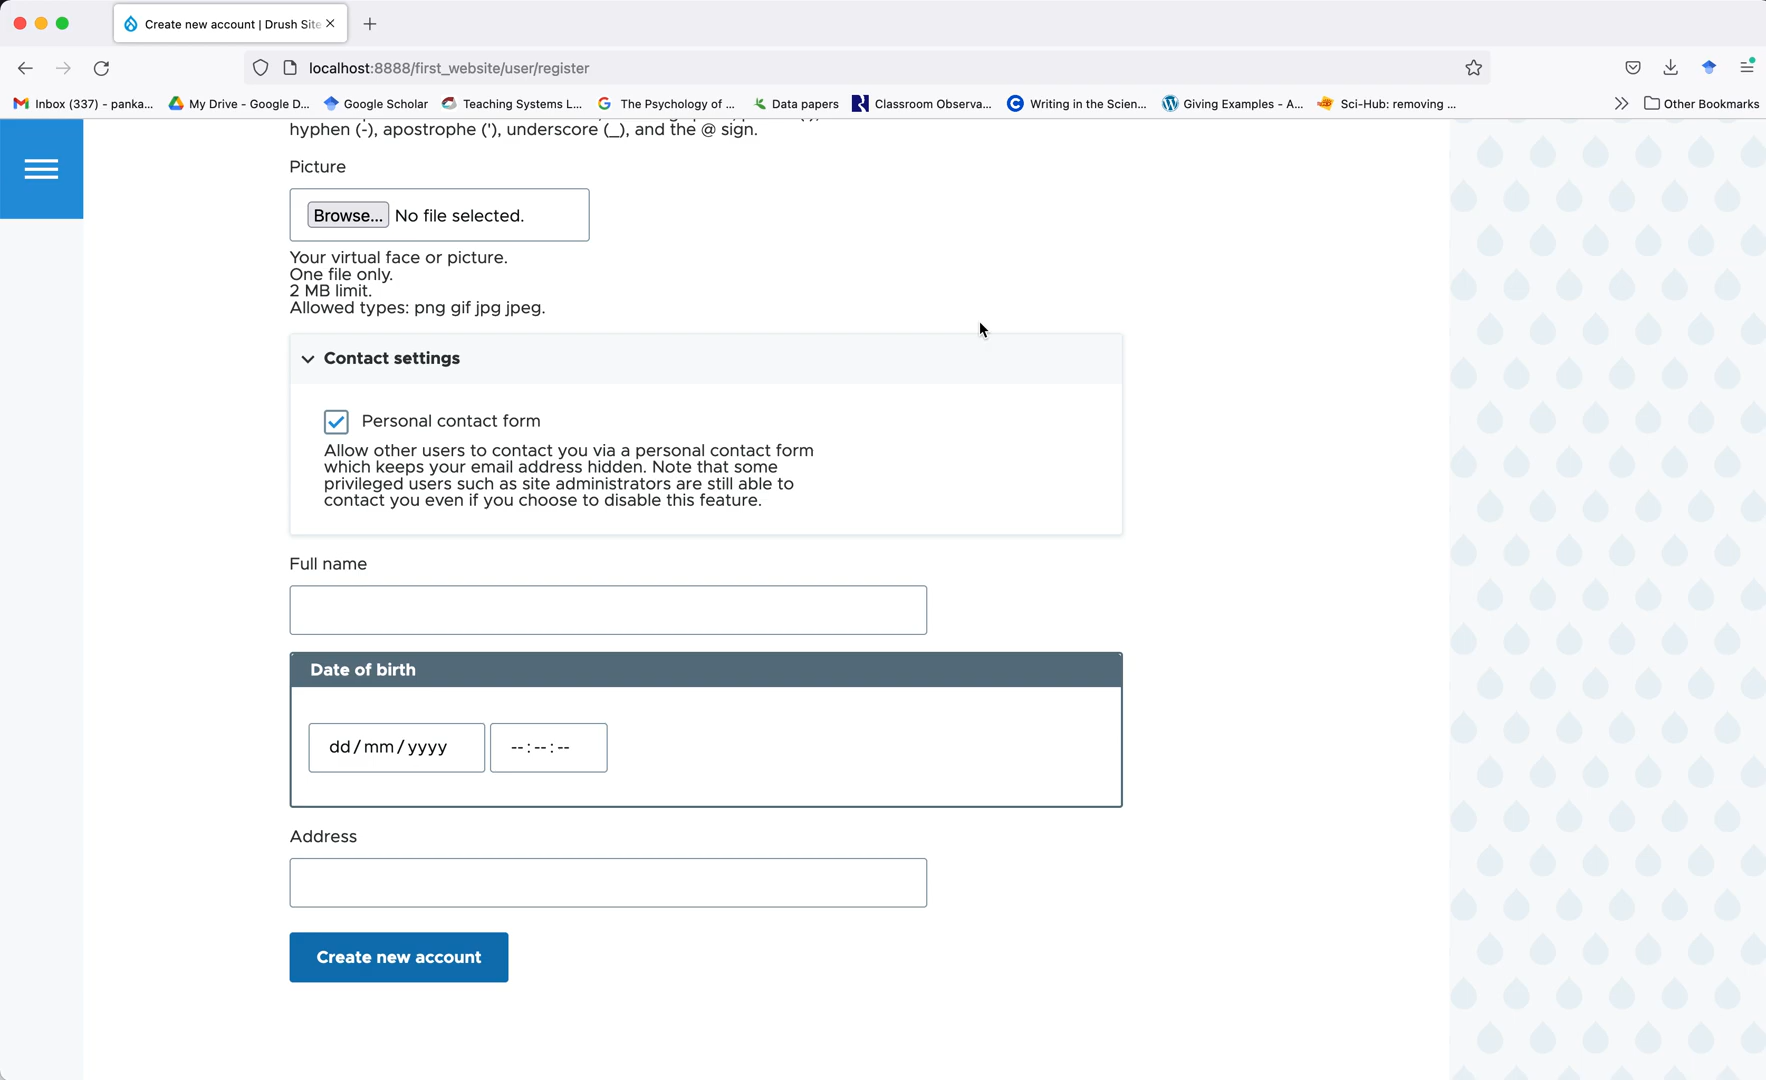 Create new account | Drush Site
localhost:8888/first_website/user/register
Inbox (337) - panka...
My Drive - Google D...
Google Scholar
Teaching Systems L...
The Psychology of ...
Data papers
Classroom Observa...
Writing in the Scien...
Giving Examples - A...
Sci-Hub: removing ...
Other Bookmarks
hyphen (-), apostrophe ('), underscore (_), and the @ sign.
Picture
Browse... No file selected.
Your virtual face or picture.
One file only.
2 MB limit.
Allowed types: png gif jpg jpeg.
Contact settings
Personal contact form
Allow other users to contact you via a personal contact form
which keeps your email address hidden. Note that some
privileged users such as site administrators are still able to
contact you even if you choose to disable this feature.
Full name
Date of birth
dd/mm/yyyy
--:--:--
Address
Create new account